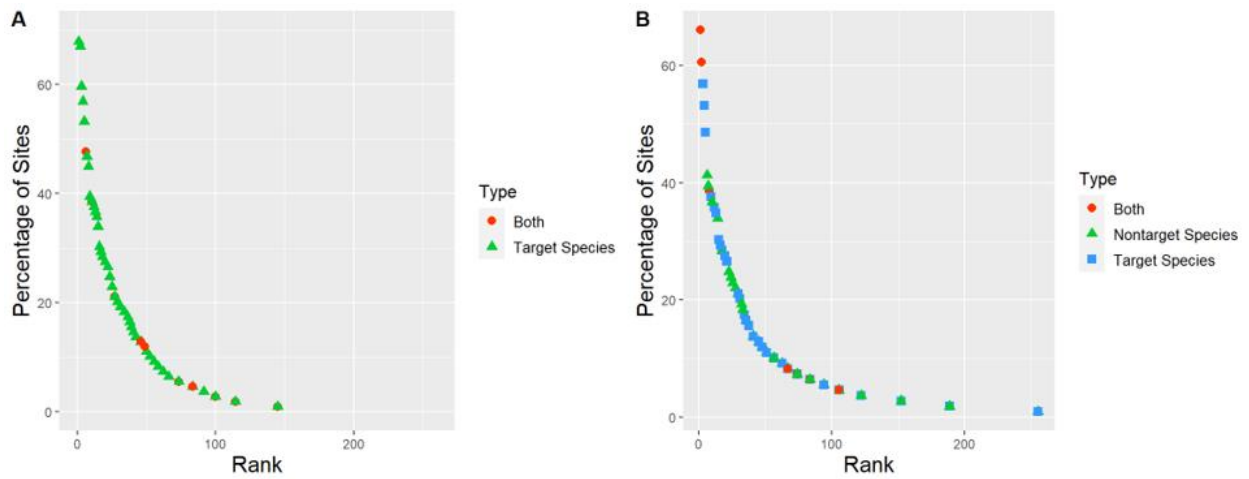 A
Percentage of Sites
60
40
20
0
0
100
200
Rank
Type
Both
Target Species
B
Percentage of Sites
60
40
20
0
0
100
200
Rank
Type
Both
Nontarget Species
Target Species